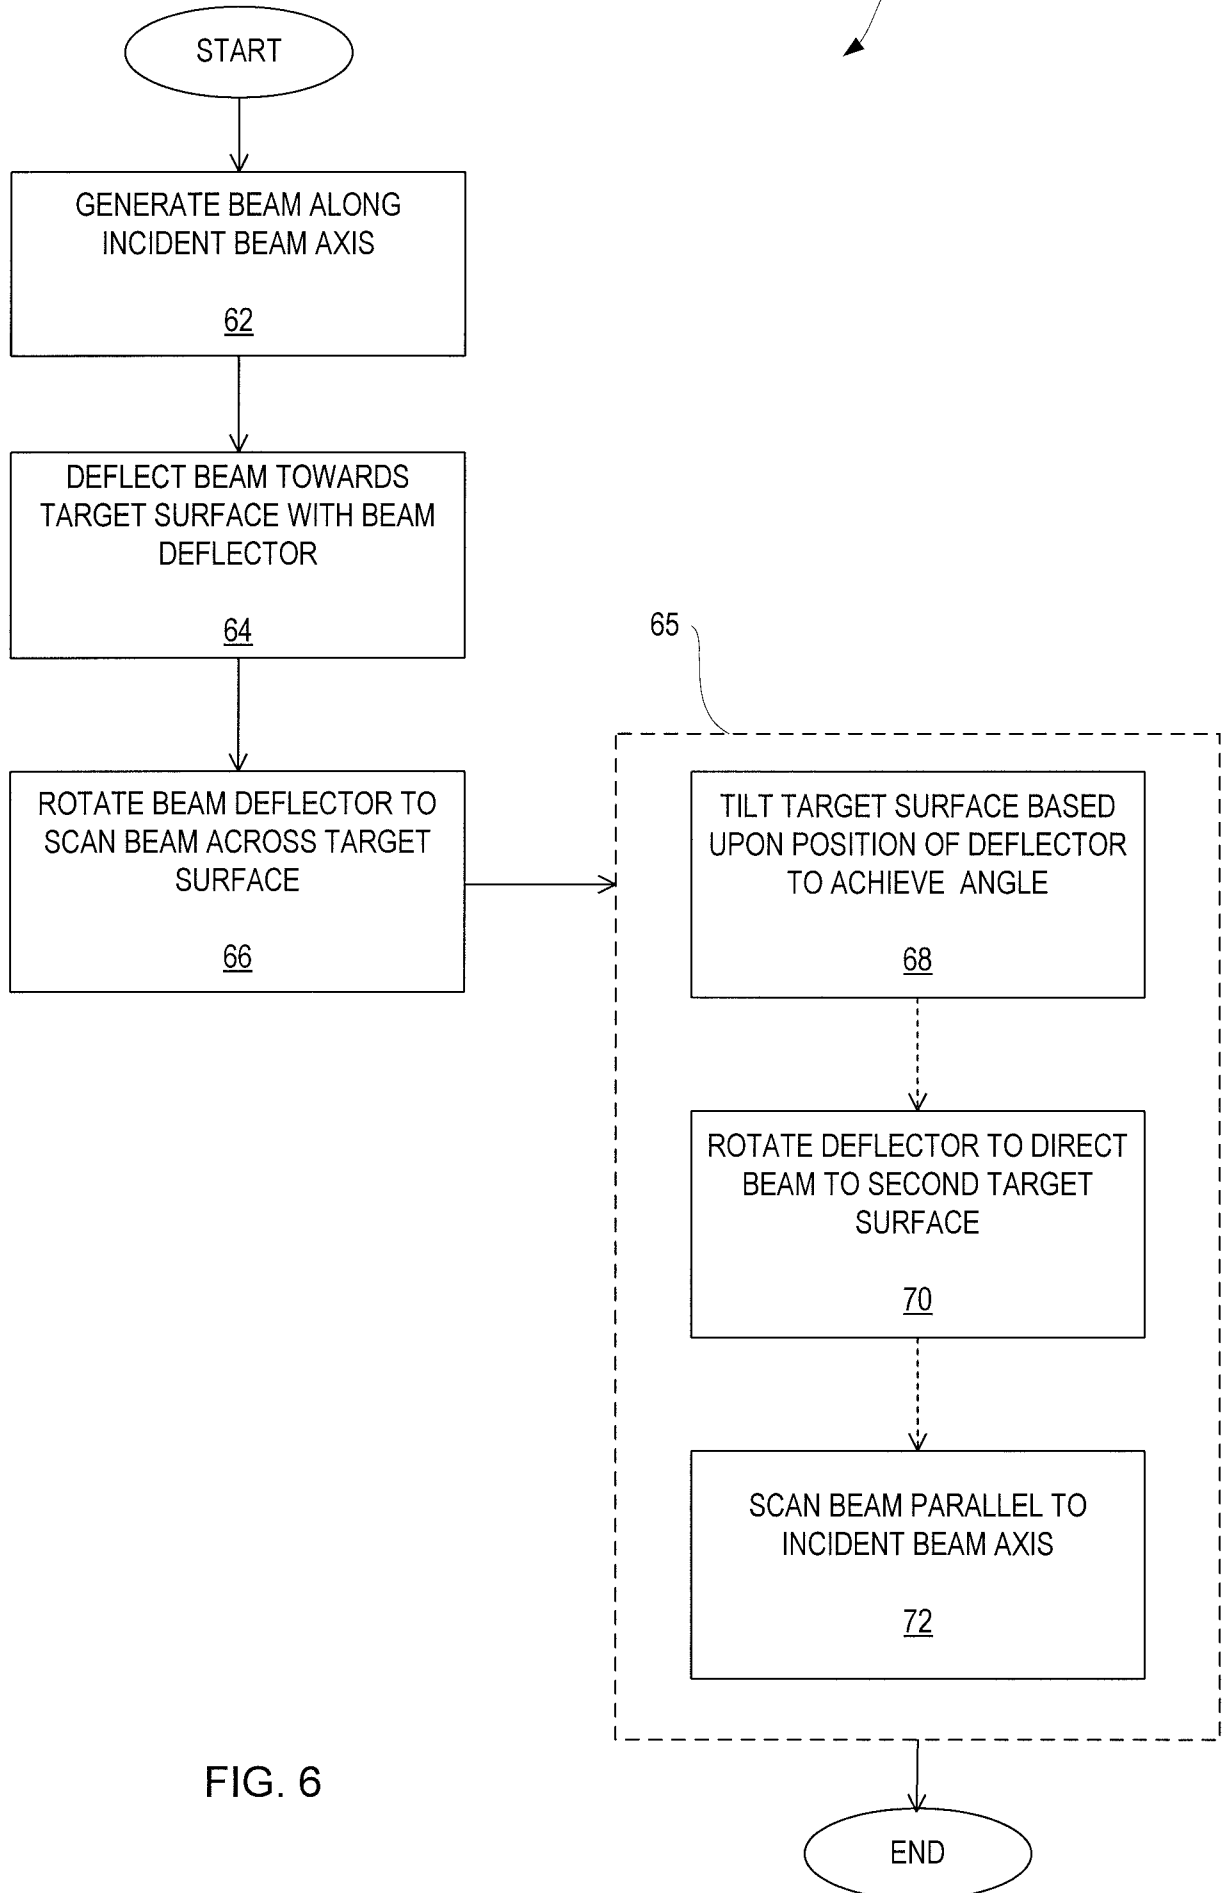 START
GENERATE BEAM ALONG
INCIDENT BEAM AXIS
62
DEFLECT BEAM TOWARDS
TARGET SURFACE WITH BEAM
DEFLECTOR
64
ROTATE BEAM DEFLECTOR TO
SCAN BEAM ACROSS TARGET
SURFACE
66
65
TILT TARGET SURFACE BASED
UPON POSITION OF DEFLECTOR
TO ACHIEVE ANGLE
68
ROTATE DEFLECTOR TO DIRECT
BEAM TO SECOND TARGET
SURFACE
70
SCAN BEAM PARALLEL TO
INCIDENT BEAM AXIS
72
END
FIG. 6